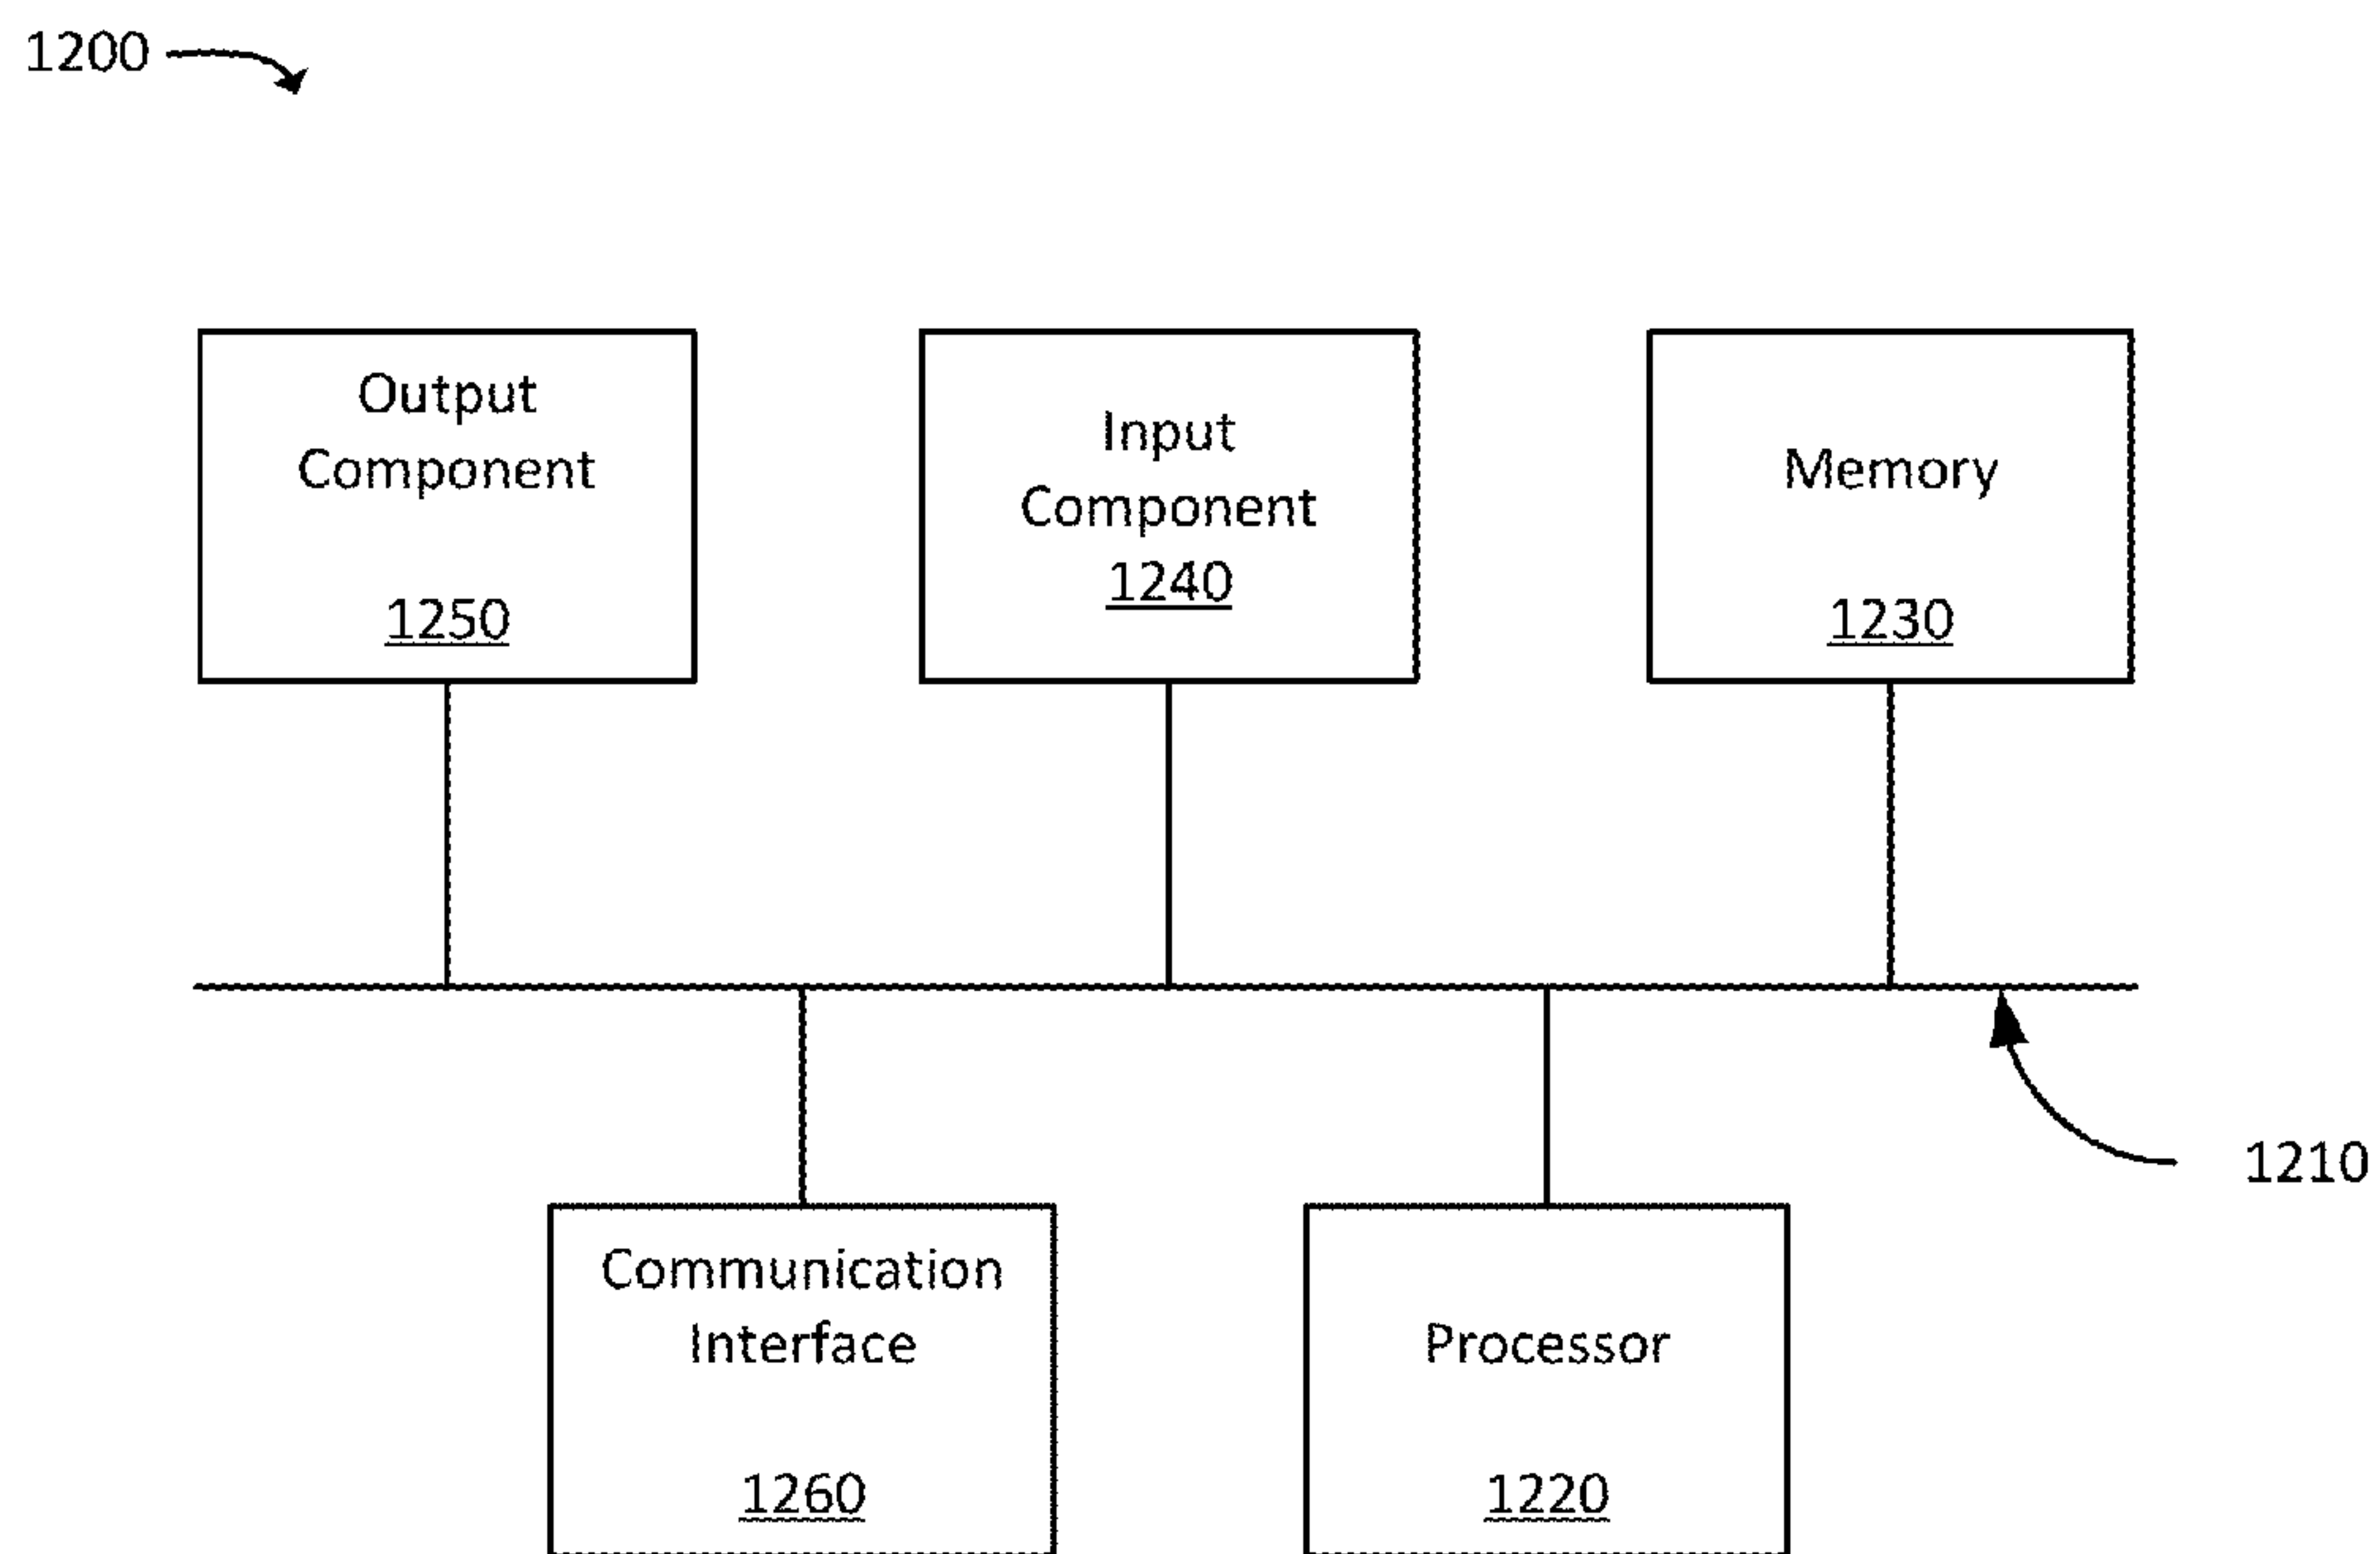 1200
Output
Component
1250
Input
Component
1240
Memory
1230
1210
Communication
Interface
1260
Processor
1220